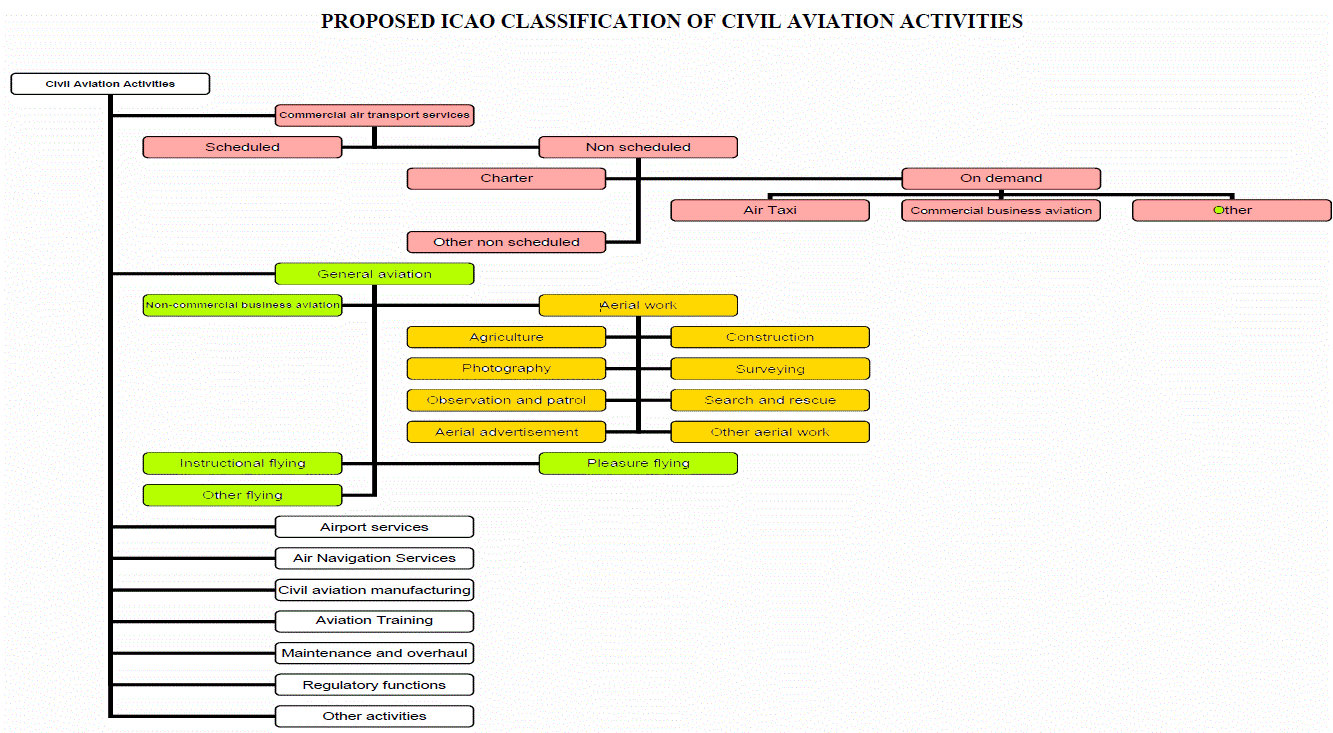 PROPOSED ICAO CLASSIFICATION OF CIVIL AVIATION ACTIVITIES
Civil Aviation Activities
Commercial air transport services
Scheduled
Non scheduled
Charter
On demand
Air Taxi
Commercial business aviation
Other
Other non scheduled
General aviation
Non-commercial business aviation
Aerial work
Agriculture
Construction
Photography
Surveying
Observation and patrol
Search and rescue
Aerial advertisement
Other aerial work
Instructional flying
Pleasure flying
Other flying
Airport services
Air Navigation Services
Civil aviation manufacturing
Aviation Training
Maintenance and overhaul
Regulatory functions
Other activities